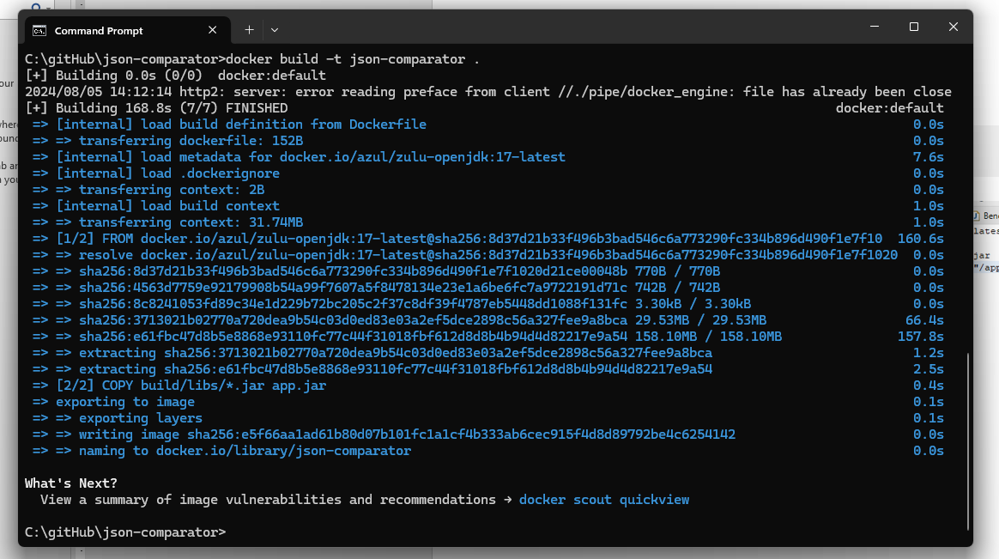 Command Prompt
C:\gitHub\json-comparator>docker build -t json-comparator .
[+] Building 0.0s (0/0)  docker:default
2024/08/05 14:12:14 http2: server: error reading preface from client //./pipe/docker_engine: file has already been close
[+] Building 168.8s (7/7) FINISHED docker:default
=> [internal] load build definition from Dockerfile 0.0s
=> => transferring dockerfile: 152B 0.0s
=> [internal] load metadata for docker.io/azul/zulu-openjdk:17-latest 7.6s
=> [internal] load .dockerignore 0.0s
=> => transferring context: 2B 0.0s
=> [internal] load build context 1.0s
=> => transferring context: 31.74MB 1.0s
=> [1/2] FROM docker.io/azul/zulu-openjdk:17-latest@sha256:8d37d21b33f496b3bad546c6a773290fc334b896d490f1e7f10 160.6s
=> => resolve docker.io/azul/zulu-openjdk:17-latest@sha256:8d37d21b33f496b3bad546c6a773290fc334b896d490f1e7f1020 0.0s
=> => sha256:8d37d21b33f496b3bad546c6a773290fc334b896d490f1e7f1020d21ce00048b 770B / 770B 0.0s
=> => sha256:4563d7759e92179908b54a99f7607a5f8478134e23e1a6be6fc7a9722191d71c 742B / 742B 0.0s
=> => sha256:8c8241053fd89c34e1d229b72bc205c2f37c8df39f4787eb5448dd1088f131fc 3.30kB / 3.30kB 0.0s
=> => sha256:3713021b02770a720dea9b54c03d0ed83e03a2ef5dce2898c56a327fee9a8bca 29.53MB / 29.53MB 66.4s
=> => sha256:e61fbc47d8b5e8868e93110fc77c44f31018fbf612d8d8b4b94d4d82217e9a54 158.10MB / 158.10MB 157.8s
=> => extracting sha256:3713021b02770a720dea9b54c03d0ed83e03a2ef5dce2898c56a327fee9a8bca 1.2s
=> => extracting sha256:e61fbc47d8b5e8868e93110fc77c44f31018fbf612d8d8b4b94d4d82217e9a54 2.5s
=> [2/2] COPY build/libs/*.jar app.jar 0.4s
=> exporting to image 0.1s
=> => exporting layers 0.1s
=> => writing image sha256:e5f66aa1ad61b80d07b101fc1a1cf4b333ab6cec915f4d8d89792be4c6254142 0.0s
=> => naming to docker.io/library/json-comparator 0.0s
What's Next?
View a summary of image vulnerabilities and recommendations → docker scout quickview
C:\gitHub\json-comparator>